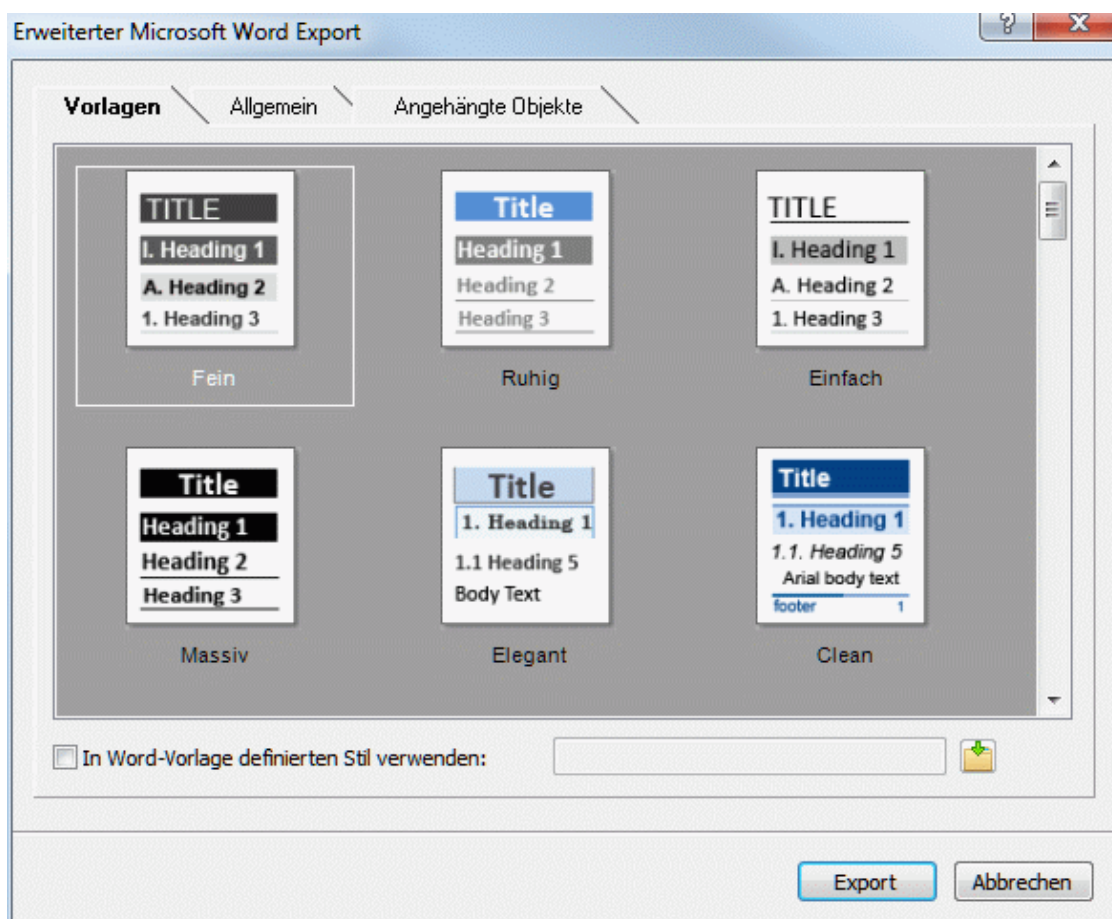 Erweiterter Microsoft Word Export
? X
Vorlagen Allgemein Angehängte Objekte
TITLE
I. Heading 1
A. Heading 2
1. Heading 3
Fein
Title
Heading 1
Heading 2
Heading 3
Ruhig
TITLE
I. Heading 1
A. Heading 2
1. Heading 3
Einfach
Title
Heading 1
Heading 2
Heading 3
Massiv
Title
1. Heading 1
1.1 Heading 5
Body Text
Elegant
Title
1. Heading 1
1.1. Heading 5
Arial body text
footer 1
Clean
In Word-Vorlage definierten Stil verwenden:
Export Abbrechen